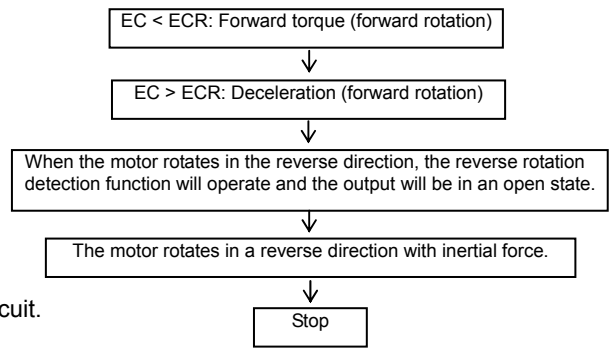 EC < ECR: Forward torque (forward rotation)
EC > ECR: Deceleration (forward rotation)
When the motor rotates in the reverse direction, the reverse rotation
detection function will operate and the output will be in an open state.
The motor rotates in a reverse direction with inertial force.
cuit.
Stop